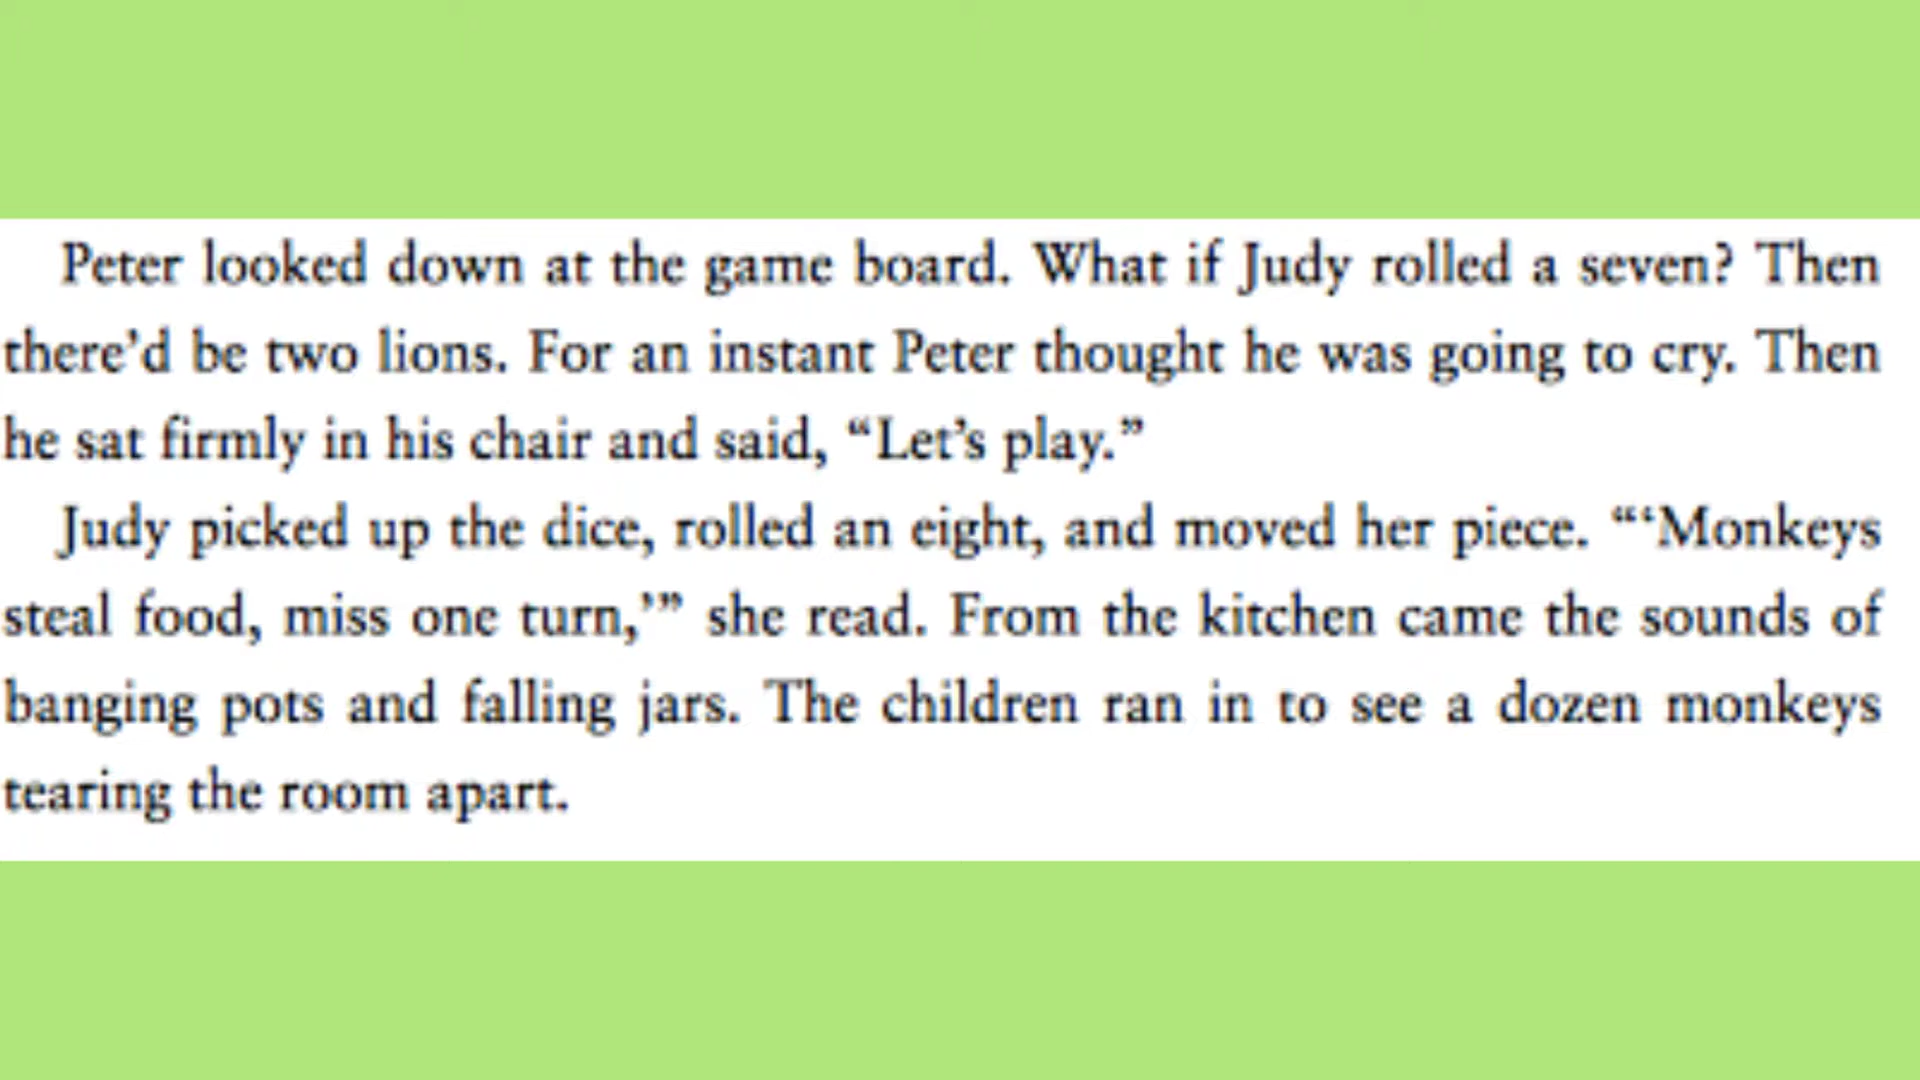 Peter looked down at the game board. What if Judy rolled a seven? Then
there’d be two lions. For an instant Peter thought he was going to cry. Then
he sat firmly in his chair and said, “Let’s play.”
Judy picked up the dice, rolled an eight, and moved her piece. “‘Monkeys
steal food, miss one turn,’” she read. From the kitchen came the sounds of
banging pots and falling jars. The children ran in to see a dozen monkeys
tearing the room apart.